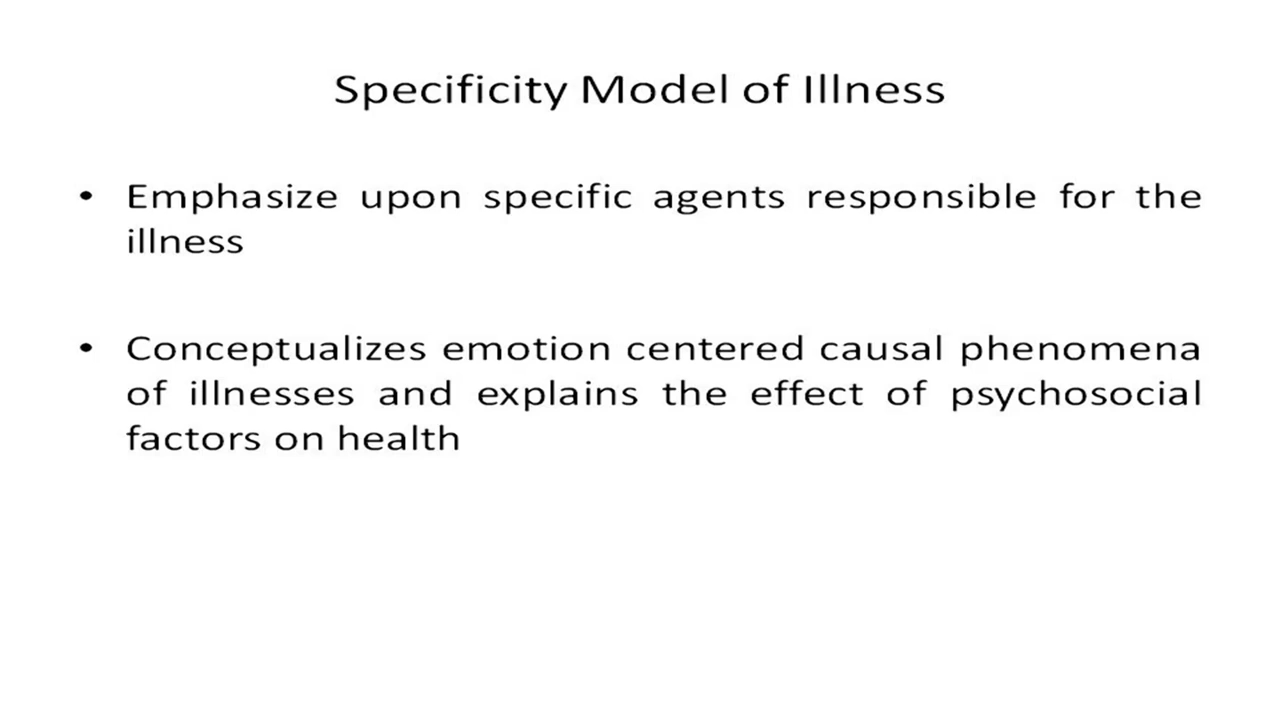 Specificity Model of Illness
• Emphasize upon specific agents responsible for the
illness
• Conceptualizes emotion centered causal phenomena
of illnesses and explains the effect of psychosocial
factors on health